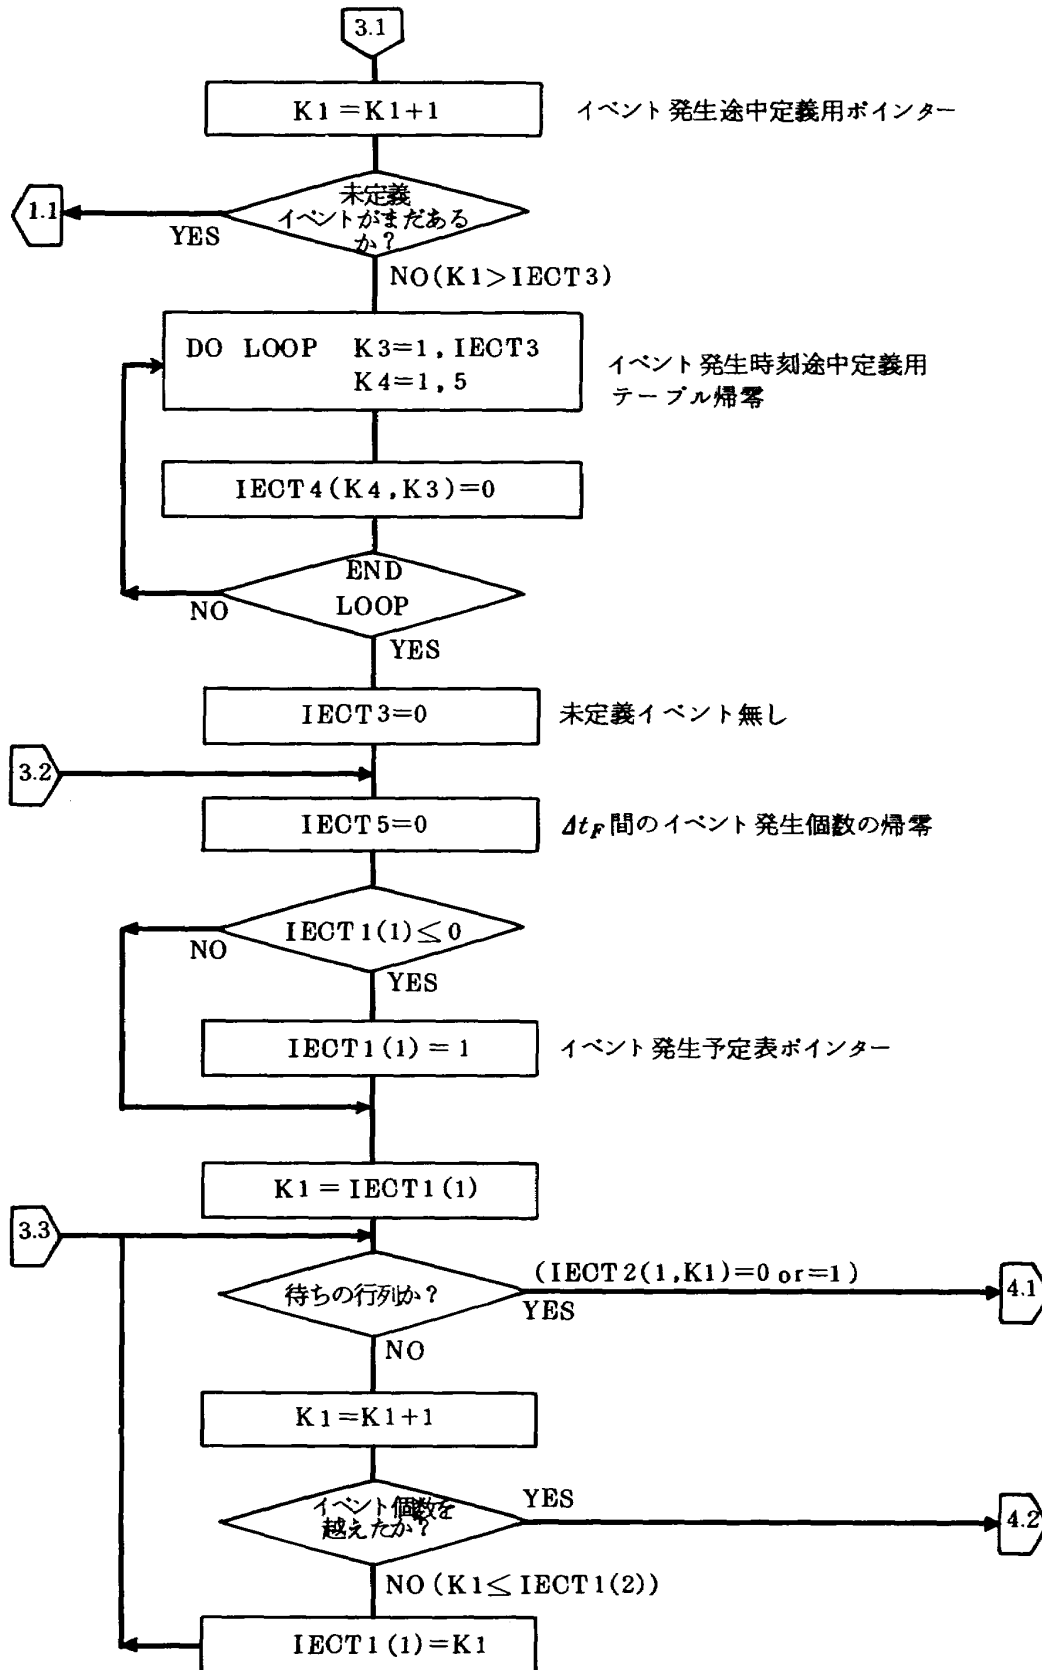 3.1
K1=K1+1
イベント発生途中定義用ポインター
未定義
イベントがまだある
か?
1.1
YES
NO(K1>IECT3)
DO LOOP K3=1, IECT3
K4=1, 5
イベント発生時刻途中定義用
テーブル帰零
IECT4(K4, K3)=0
END
LOOP
NO
YES
IECT3=0
未定義イベント無し
3.2
IECT5=0
Δt_F間のイベント発生個数の帰零
IECT1(1)≤0
NO
YES
IECT1(1)=1
イベント発生予定表ポインター
K1=IECT1(1)
3.3
(IECT2(1,K1)=0 or=1)
待ちの行列か?
YES
4.1
NO
K1=K1+1
イベント個数を
越えたか?
YES
4.2
NO(K1≤IECT1(2))
IECT1(1)=K1